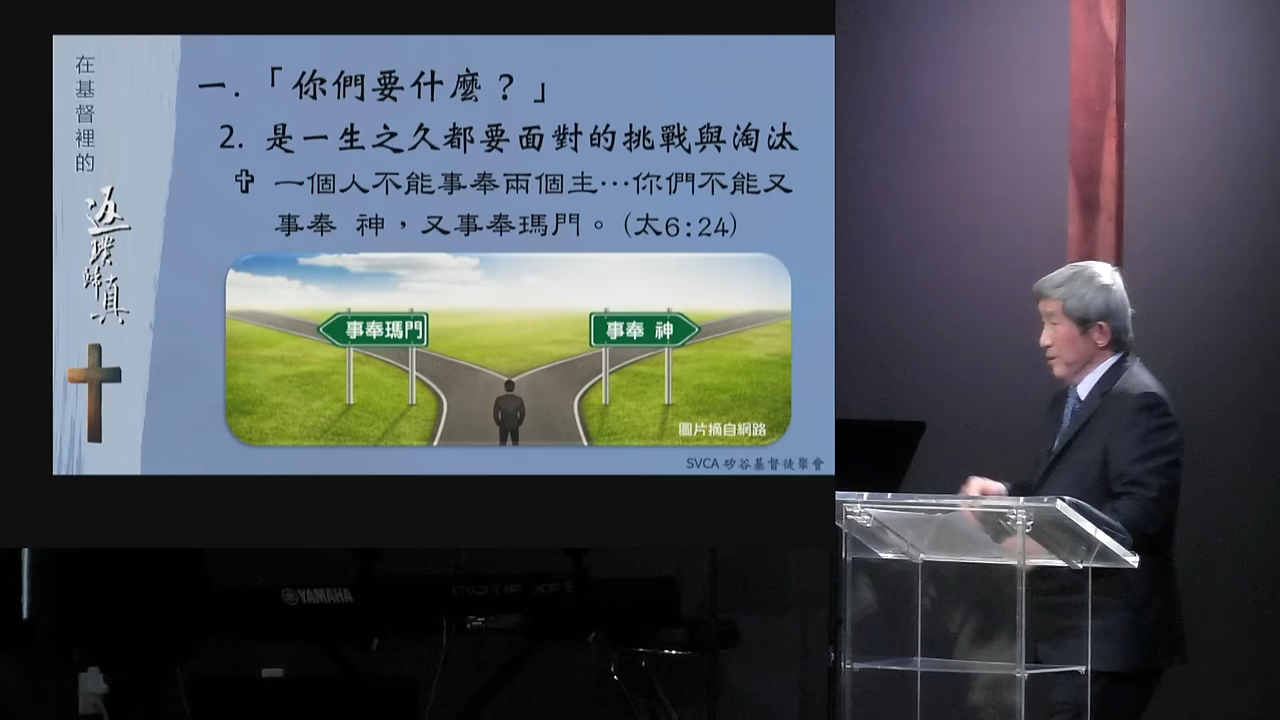 在基督裡的
返璞歸真
一.「你們要什麼？」
2. 是一生之久都要面對的挑戰與淘汰
✞ 一個人不能事奉兩個主…你們不能又
事奉 神，又事奉瑪門。(太6:24)
事奉瑪門
事奉 神
圖片摘自網路
SVCA 矽谷基督徒聚會
YAMAHA
MOTIF XF8